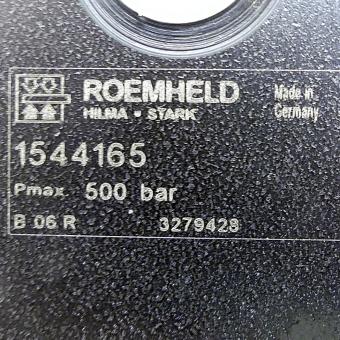 ROEMHELD
HILMA • STARK
Made in
Germany
1544165
Pmax. 500 bar
B 06 R 3279428